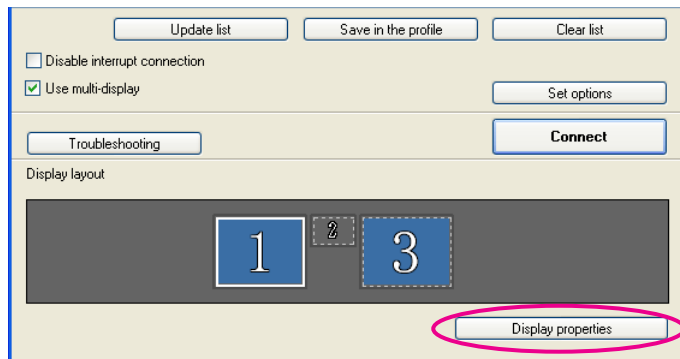 Update list Save in the profile Clear list
Disable interrupt connection
Use multi-display
Set options
Troubleshooting Connect
Display layout
1 2 3
Display properties